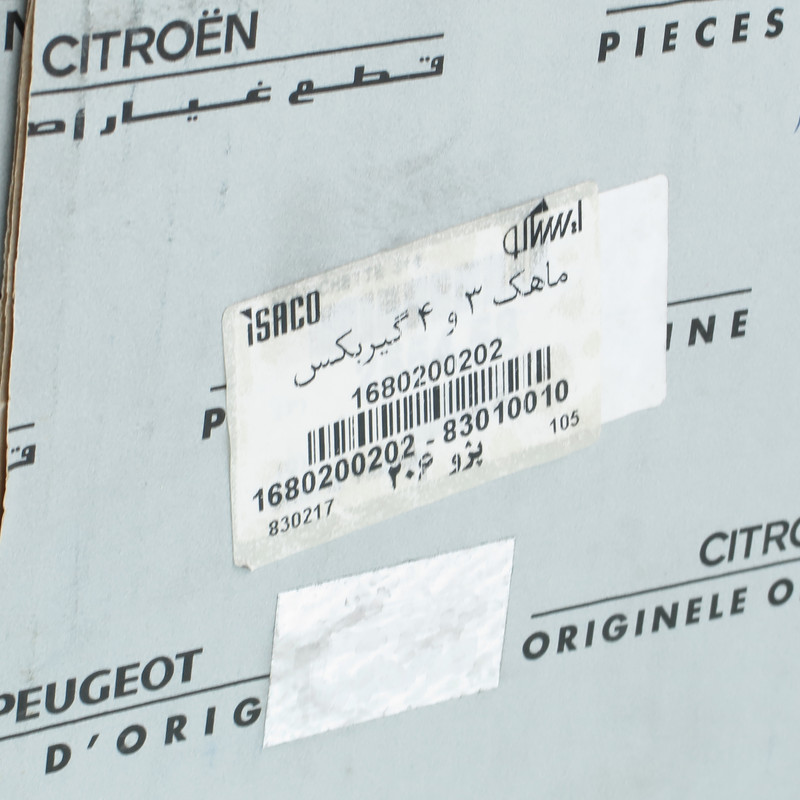 CITROËN
قطع غيار أص
PIECES
ایساکو
ISACO
ماهک ۳ و ۴ گیربکس
1680200202
1680200202 - 83010010
830217
پژو ۲۰۶
105
INE
P
PEUGEOT
D'ORIG
CITRO
ORIGINELE O